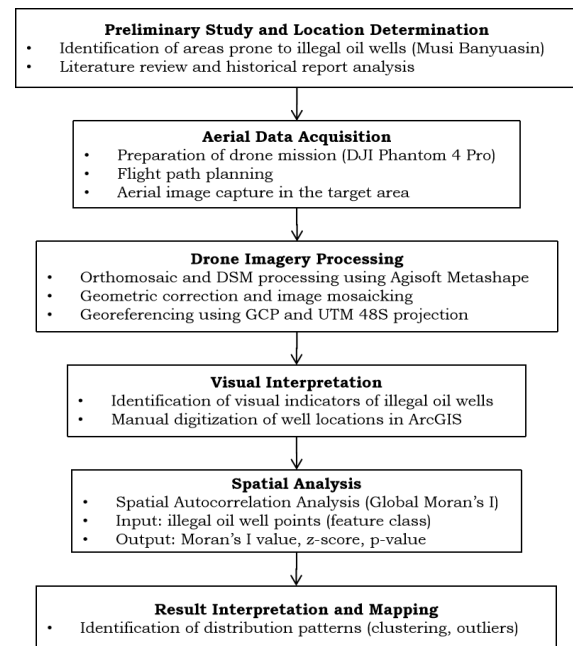 Preliminary Study and Location Determination
• Identification of areas prone to illegal oil wells (Musi Banyuasin)
• Literature review and historical report analysis
Aerial Data Acquisition
• Preparation of drone mission (DJI Phantom 4 Pro)
• Flight path planning
• Aerial image capture in the target area
Drone Imagery Processing
• Orthomosaic and DSM processing using Agisoft Metashape
• Geometric correction and image mosaicking
• Georeferencing using GCP and UTM 48S projection
Visual Interpretation
• Identification of visual indicators of illegal oil wells
• Manual digitization of well locations in ArcGIS
Spatial Analysis
• Spatial Autocorrelation Analysis (Global Moran's I)
• Input: illegal oil well points (feature class)
• Output: Moran's I value, z-score, p-value
Result Interpretation and Mapping
• Identification of distribution patterns (clustering, outliers)